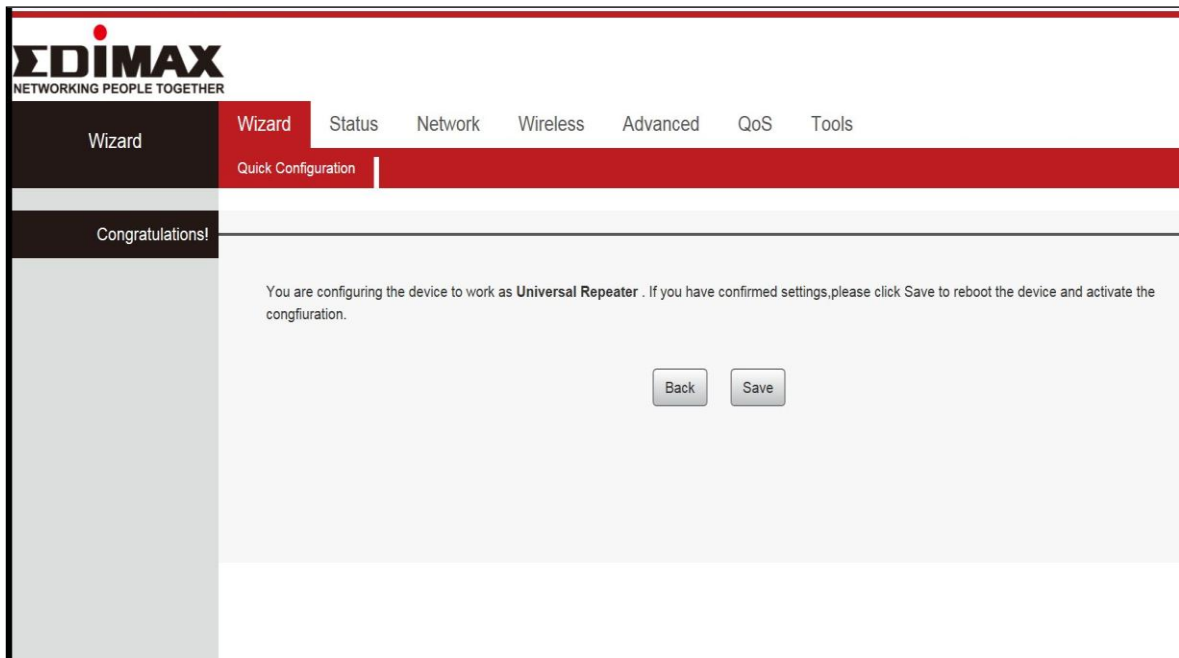 EDIMAX
NETWORKING PEOPLE TOGETHER
Wizard
Wizard Status Network Wireless Advanced QoS Tools
Quick Configuration
Congratulations!
You are configuring the device to work as Universal Repeater . If you have confirmed settings,please click Save to reboot the device and activate the
congfiuration.
Back Save